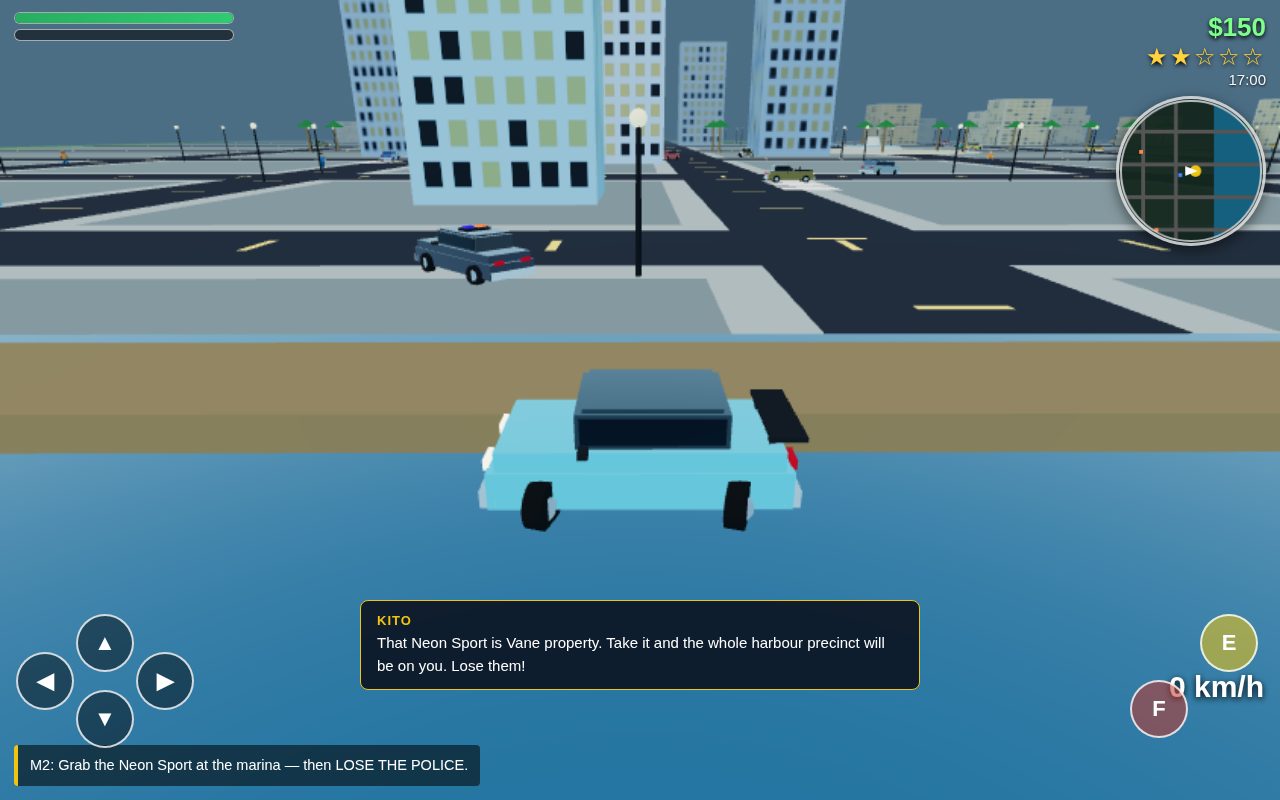 $150
★★☆☆☆
17:00
KITO
That Neon Sport is Vane property. Take it and the whole harbour precinct will
be on you. Lose them!
▲
◀ ▶
▼
E
0 km/h
F
M2: Grab the Neon Sport at the marina — then LOSE THE POLICE.